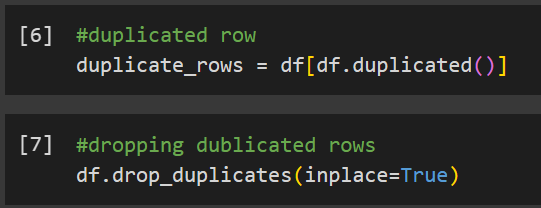 [6] #duplicated row
duplicate_rows = df[df.duplicated()]
[7] #dropping dublicated rows
df.drop_duplicates(inplace=True)